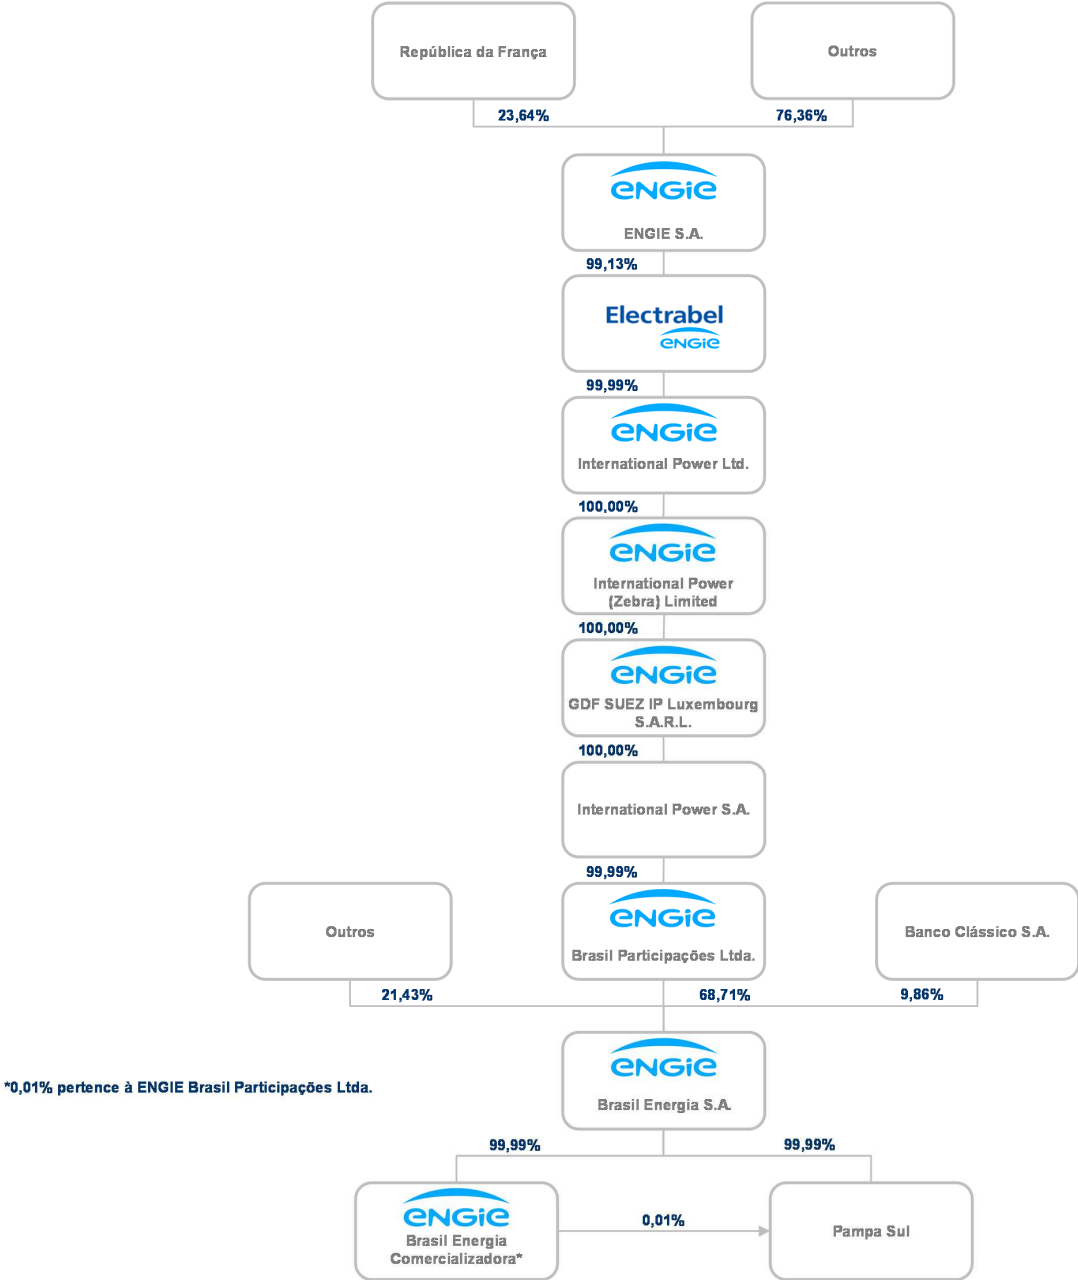 República da França
Outros
23,64%
76,36%
ENGIE
ENGIE S.A.
99,13%
Electrabel
ENGIE
99,99%
ENGIE
International Power Ltd.
100,00%
ENGIE
International Power
(Zebra) Limited
100,00%
ENGIE
GDF SUEZ IP Luxembourg
S.A.R.L.
100,00%
International Power S.A.
99,99%
Outros
ENGIE
Brasil Participações Ltda.
Banco Clássico S.A.
21,43%
68,71%
9,86%
ENGIE
Brasil Energia S.A.
*0,01% pertence à ENGIE Brasil Participações Ltda.
99,99%
99,99%
ENGIE
Brasil Energia
Comercializadora*
0,01%
Pampa Sul